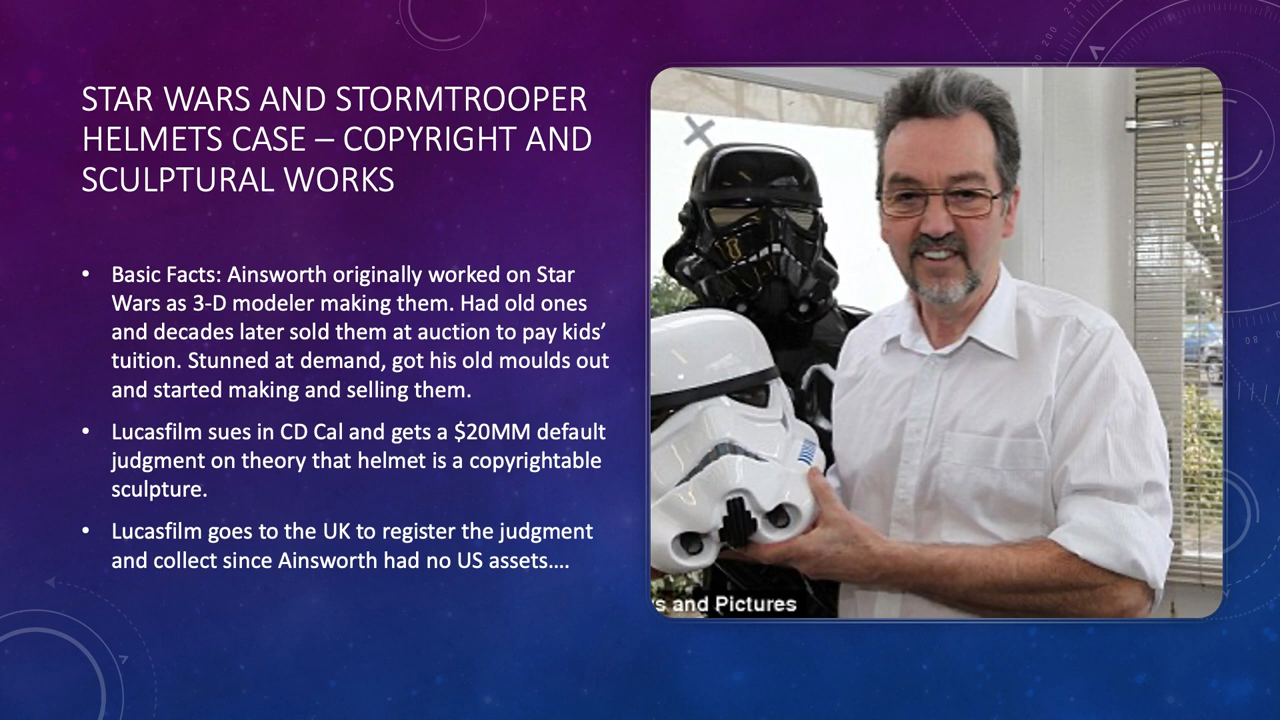 STAR WARS AND STORMTROOPER
HELMETS CASE – COPYRIGHT AND
SCULPTURAL WORKS
• Basic Facts: Ainsworth originally worked on Star
Wars as 3-D modeler making them. Had old ones
and decades later sold them at auction to pay kids’
tuition. Stunned at demand, got his old moulds out
and started making and selling them.
• Lucasfilm sues in CD Cal and gets a $20MM default
judgment on theory that helmet is a copyrightable
sculpture.
• Lucasfilm goes to the UK to register the judgment
and collect since Ainsworth had no US assets....
s and Pictures
200
80